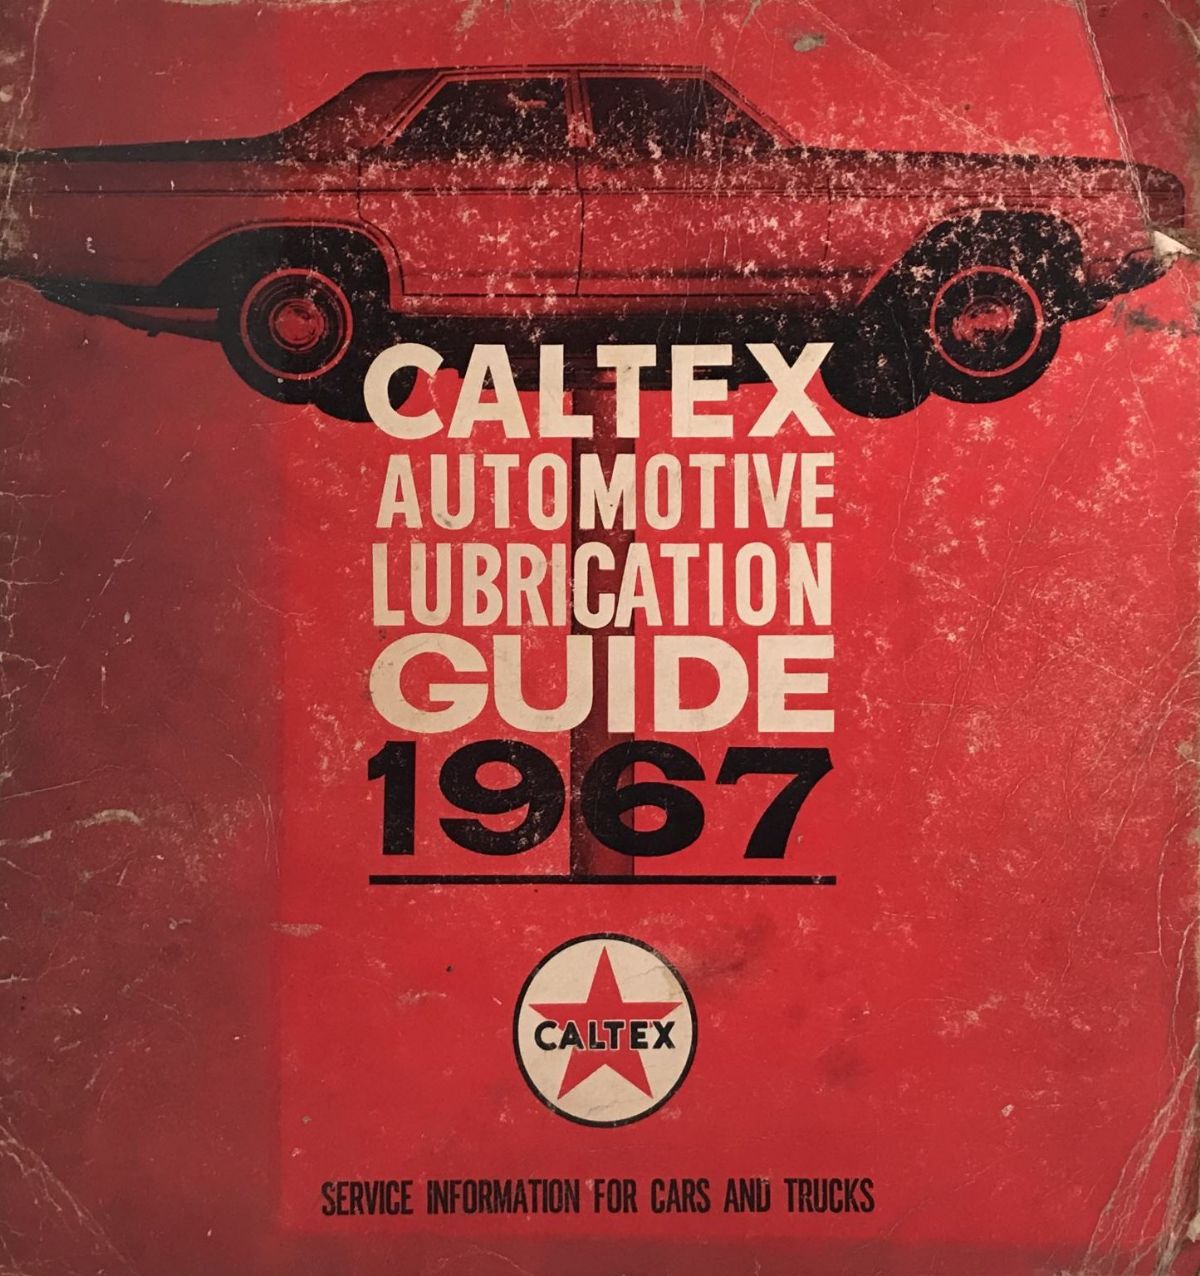 CALTEX
AUTOMOTIVE
LUBRICATION
GUIDE
1967
CALTEX
SERVICE INFORMATION FOR CARS AND TRUCKS